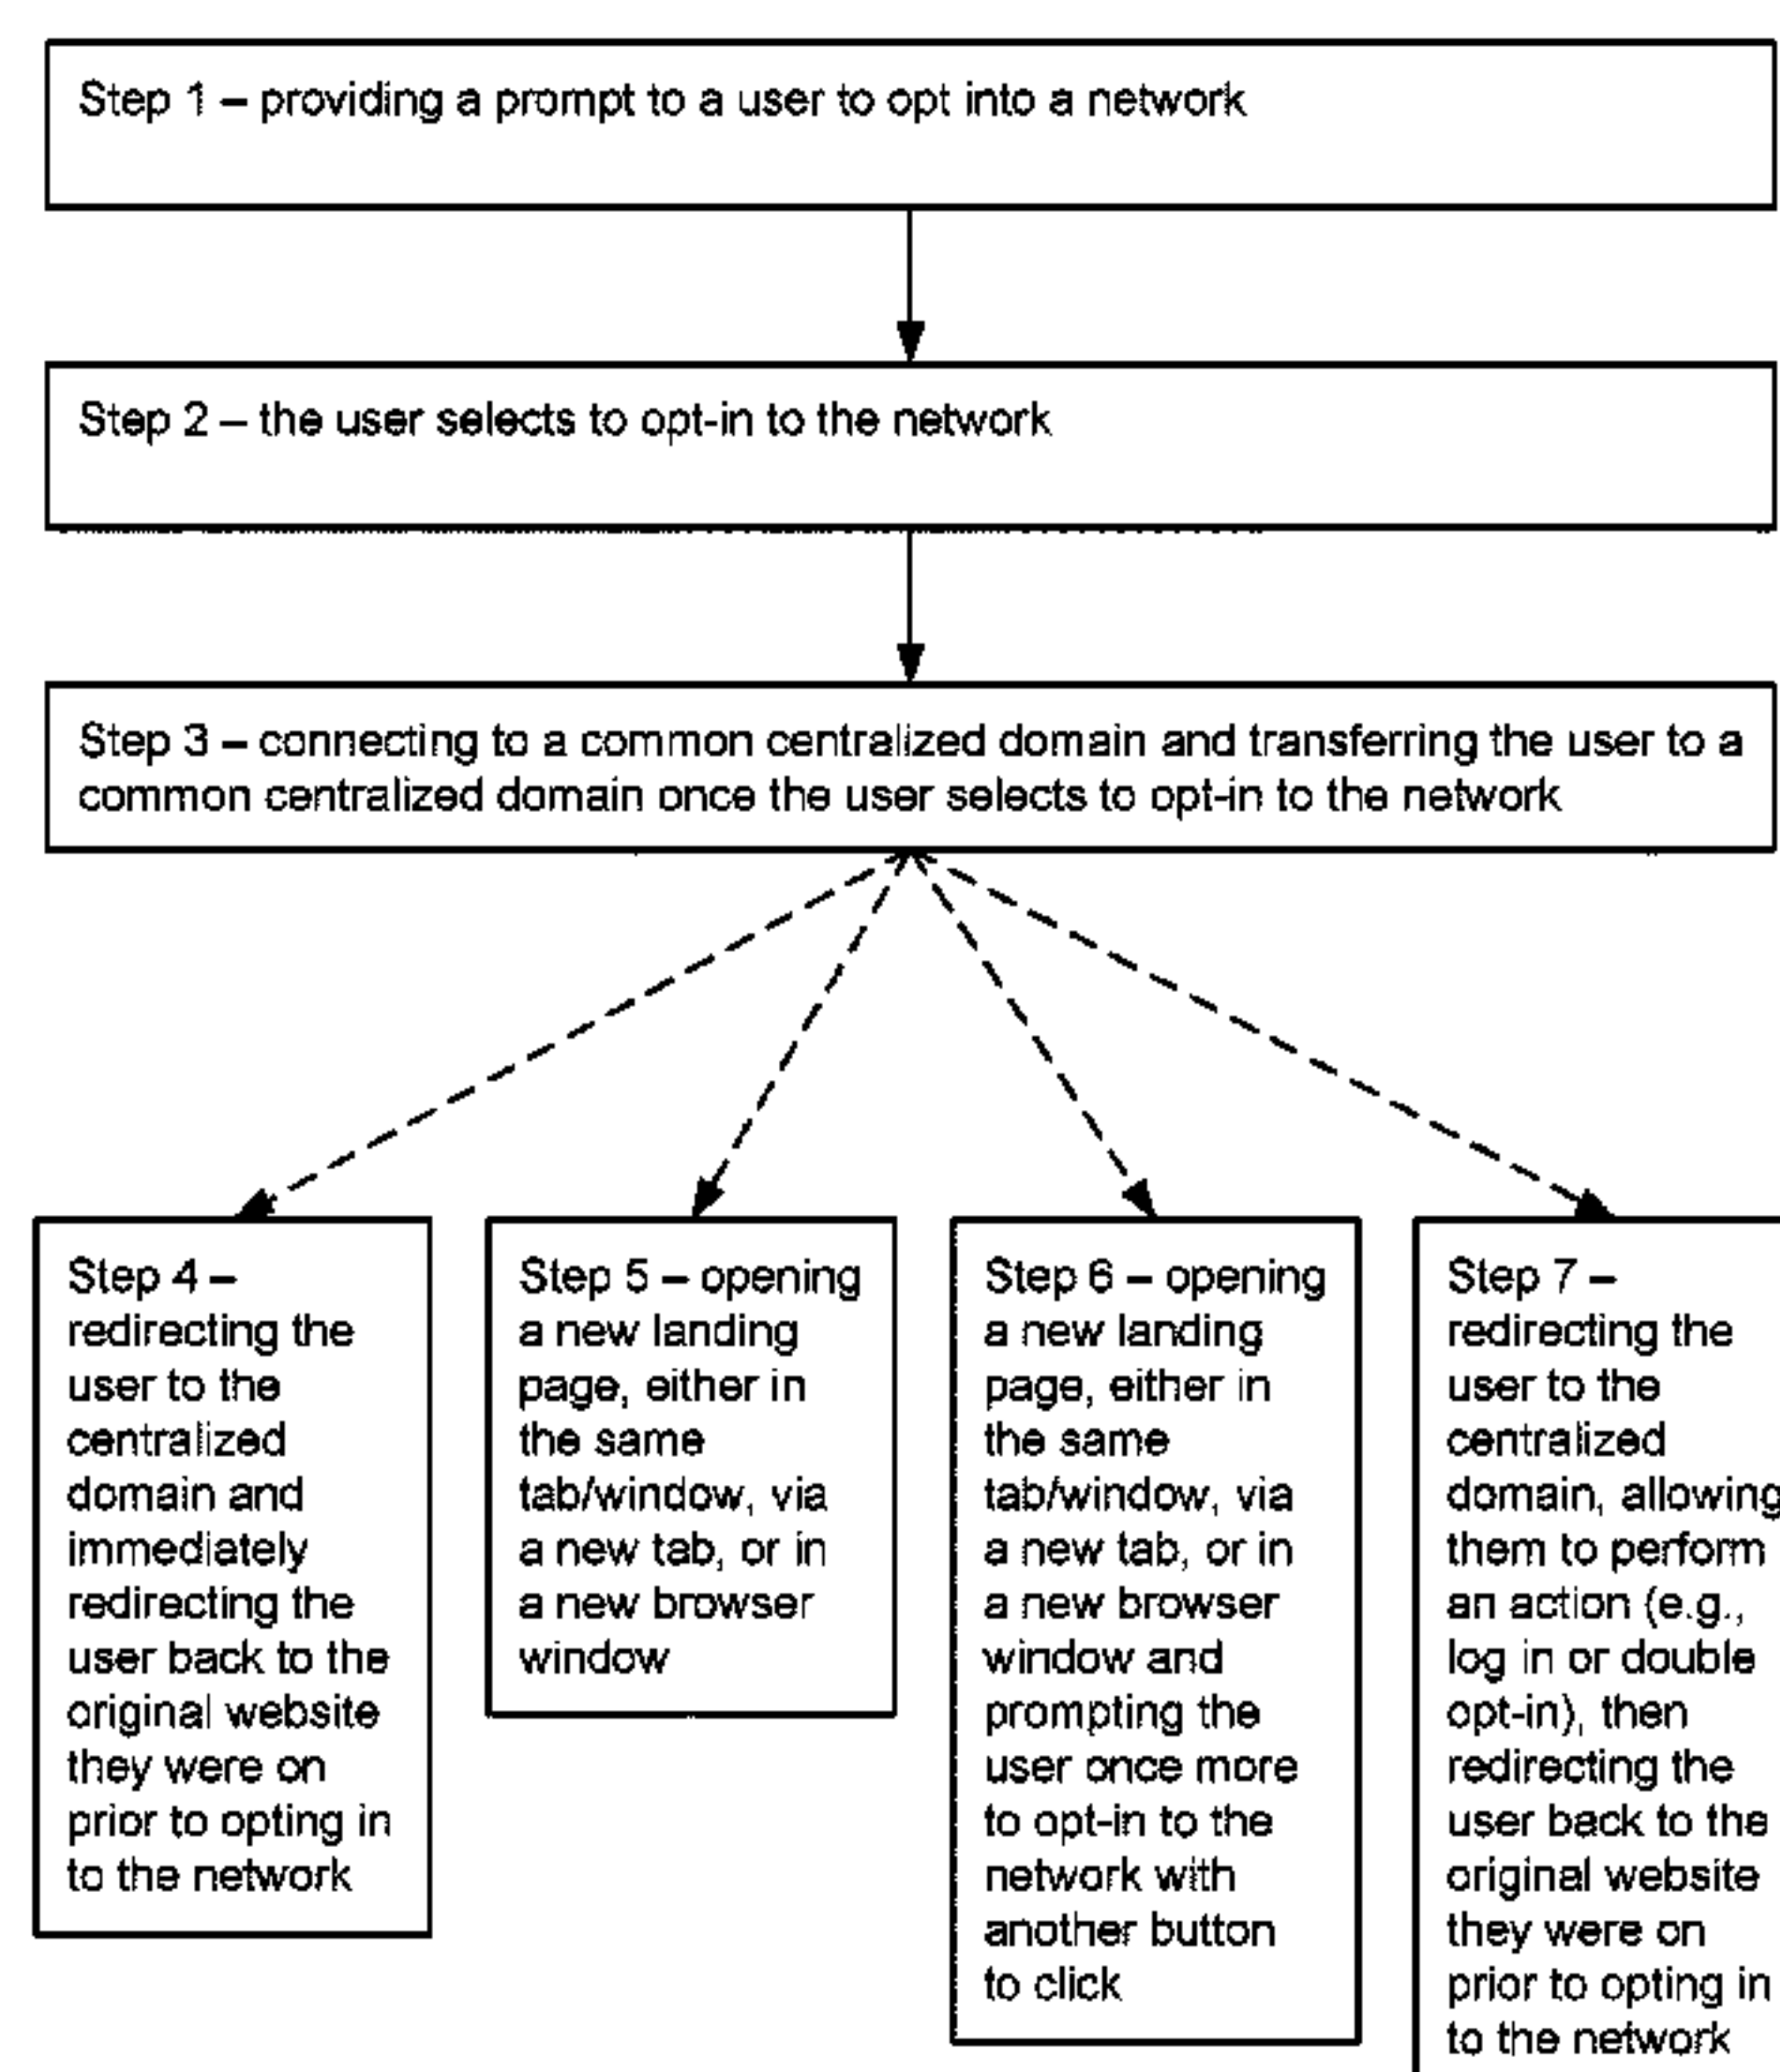 Step 1 – providing a prompt to a user to opt into a network
Step 2 – the user selects to opt-in to the network
Step 3 – connecting to a common centralized domain and transferring the user to a
common centralized domain once the user selects to opt-in to the network
Step 4 –
redirecting the
user to the
centralized
domain and
immediately
redirecting the
user back to the
original website
they were on
prior to opting in
to the network
Step 5 – opening
a new landing
page, either in
the same
tab/window, via
a new tab, or in
a new browser
window
Step 6 – opening
a new landing
page, either in
the same
tab/window, via
a new tab, or in
a new browser
window and
prompting the
user once more
to opt-in to the
network with
another button
to click
Step 7 –
redirecting the
user to the
centralized
domain, allowing
them to perform
an action (e.g.,
log in or double
opt-in), then
redirecting the
user back to the
original website
they were on
prior to opting in
to the network